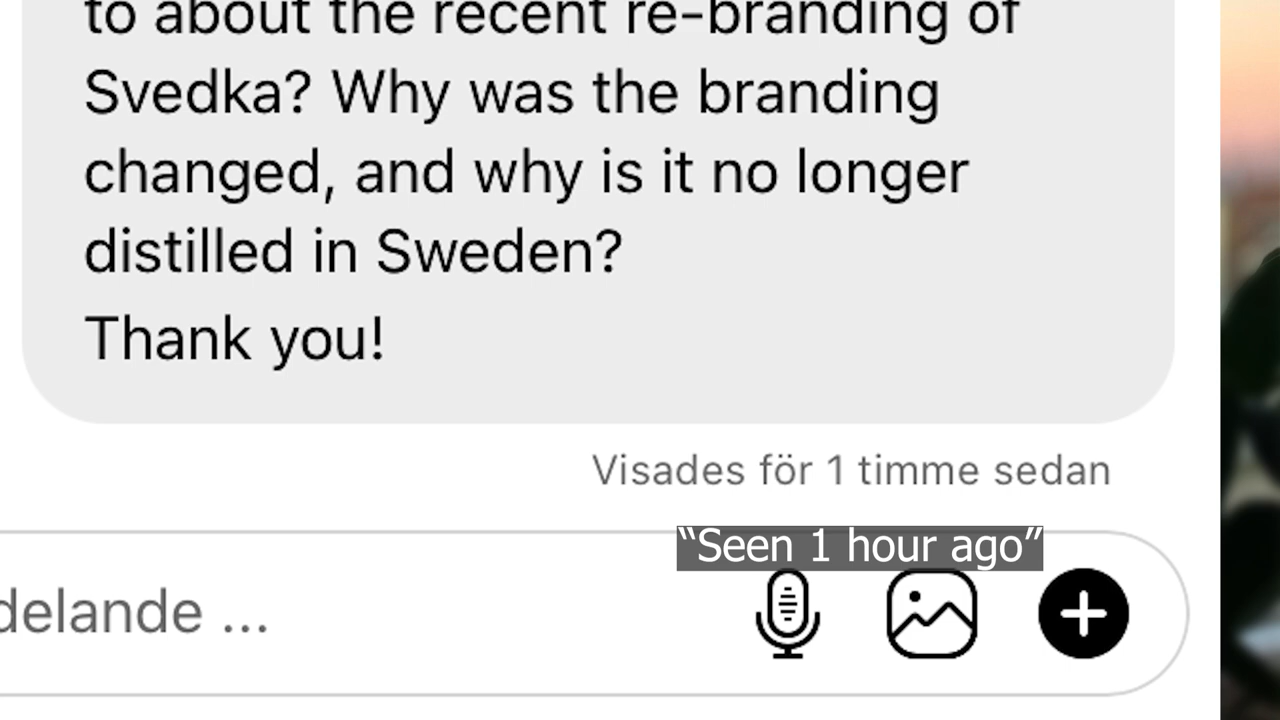 to about the recent re-branding of
Svedka? Why was the branding
changed, and why is it no longer
distilled in Sweden?
Thank you!
Visades för 1 timme sedan
“Seen 1 hour ago”
delande ...